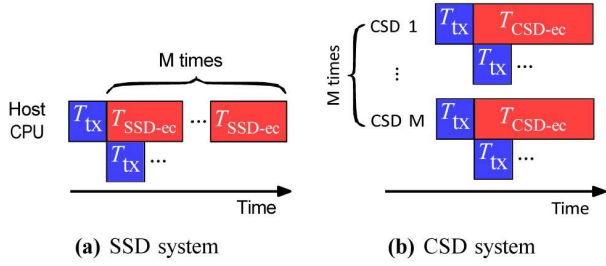 M times
Host
CPU
T_tx T_SSD-ec ... T_SSD-ec
T_tx ...
Time
(a) SSD system
M times
CSD 1
T_tx T_CSD-ec
T_tx ...
...
CSD M
T_tx T_CSD-ec
T_tx ...
Time
(b) CSD system